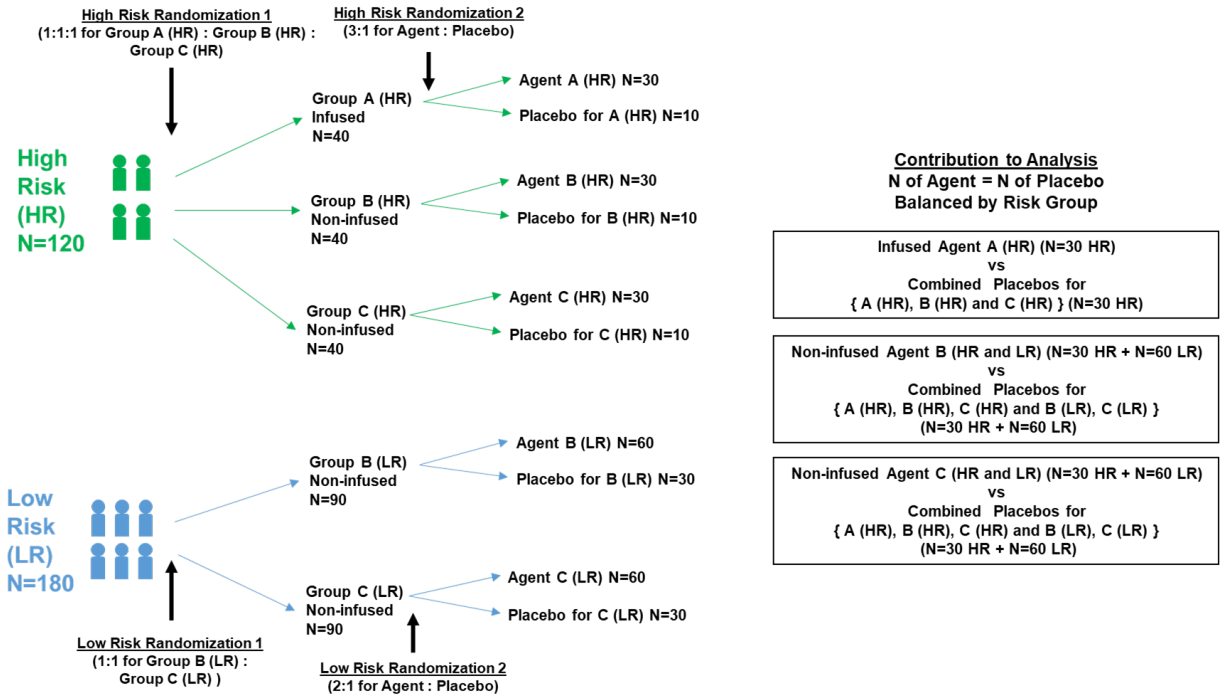 High Risk Randomization 1
(1:1:1 for Group A (HR) : Group B (HR) :
Group C (HR)
High Risk Randomization 2
(3:1 for Agent : Placebo)
High
Risk
(HR)
N=120
Group A (HR)
Infused
N=40
Agent A (HR) N=30
Placebo for A (HR) N=10
Group B (HR)
Non-infused
N=40
Agent B (HR) N=30
Placebo for B (HR) N=10
Group C (HR)
Non-infused
N=40
Agent C (HR) N=30
Placebo for C (HR) N=10
Low
Risk
(LR)
N=180
Group B (LR)
Non-infused
N=90
Agent B (LR) N=60
Placebo for B (LR) N=30
Group C (LR)
Non-infused
N=90
Agent C (LR) N=60
Placebo for C (LR) N=30
Low Risk Randomization 1
(1:1 for Group B (LR) :
Group C (LR) )
Low Risk Randomization 2
(2:1 for Agent : Placebo)
Contribution to Analysis
N of Agent = N of Placebo
Balanced by Risk Group
Infused Agent A (HR) (N=30 HR)
vs
Combined Placebos for
{ A (HR), B (HR) and C (HR) } (N=30 HR)
Non-infused Agent B (HR and LR) (N=30 HR + N=60 LR)
vs
Combined Placebos for
{ A (HR), B (HR), C (HR) and B (LR), C (LR) }
(N=30 HR + N=60 LR)
Non-infused Agent C (HR and LR) (N=30 HR + N=60 LR)
vs
Combined Placebos for
{ A (HR), B (HR), C (HR) and B (LR), C (LR) }
(N=30 HR + N=60 LR)